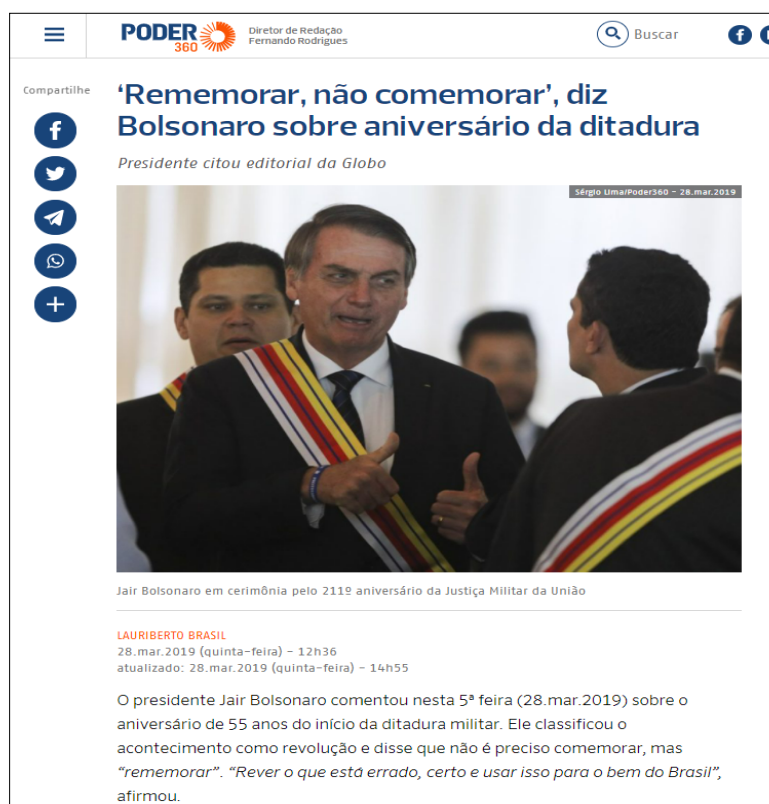 PODER
360
Diretor de Redação
Fernando Rodrigues
Buscar
Compartilhe
‘Rememorar, não comemorar’, diz
Bolsonaro sobre aniversário da ditadura
Presidente citou editorial da Globo
Sérgio Lima/Poder360 – 28.mar.2019
Jair Bolsonaro em cerimônia pelo 211º aniversário da Justiça Militar da União
LAURIBERTO BRASIL
28.mar.2019 (quinta-feira) – 12h36
atualizado: 28.mar.2019 (quinta-feira) – 14h55
O presidente Jair Bolsonaro comentou nesta 5ª feira (28.mar.2019) sobre o
aniversário de 55 anos do início da ditadura militar. Ele classificou o
acontecimento como revolução e disse que não é preciso comemorar, mas
“rememorar”. “Rever o que está errado, certo e usar isso para o bem do Brasil”,
afirmou.